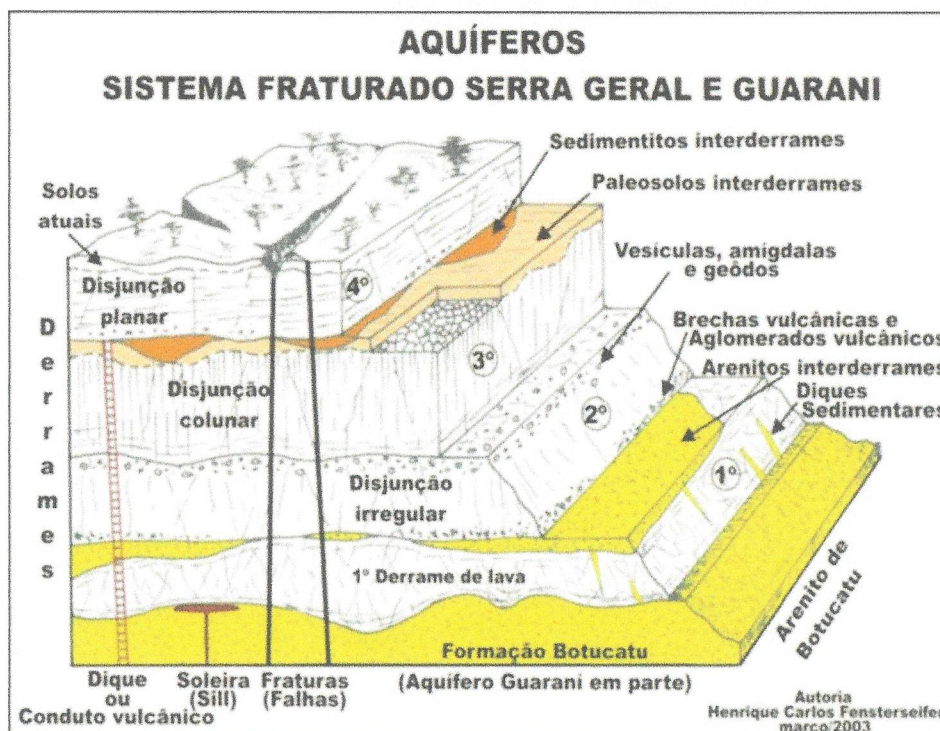 AQUÍFEROS
SISTEMA FRATURADO SERRA GERAL E GUARANI
Sedimentitos interderrames
Paleosolos interderrames
Solos
atuais
Vesículas, amígdalas
e geôdos
4º
Disjunção
planar
Brechas vulcânicas e
Aglomerados vulcânicos
Arenitos interderrames
Diques
Sedimentares
3º
Disjunção
colunar
2º
1º
Derrames
Disjunção
irregular
1º Derrame de lava
Arenito de
Botucatu
Formação Botucatu
(Aquífero Guarani em parte)
Dique
ou
Conduto vulcânico
Soleira
(Sill)
Fraturas
(Falhas)
Autoria
Henrique Carlos Fensterseifer
março/2003